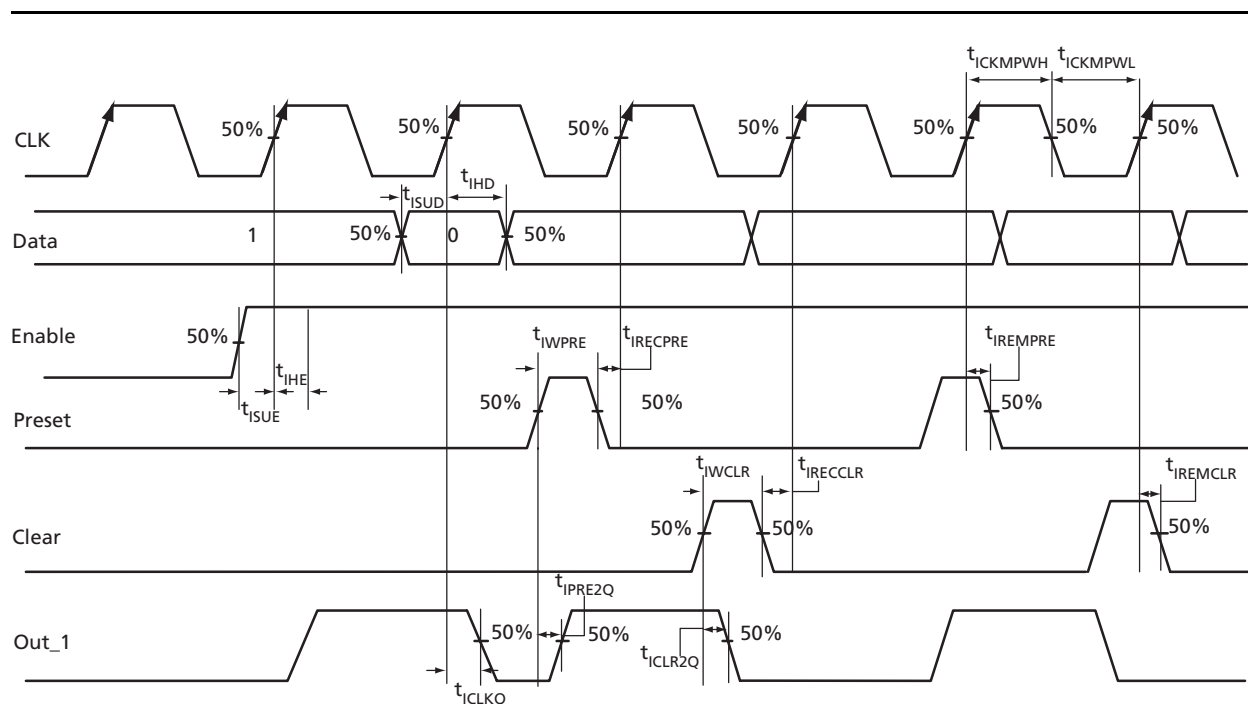 tICKMPWH tICKMPWL
CLK 50% 50% 50% 50% 50% 50% 50%
tISUD tIHD
Data 1 50% 0 50%
Enable 50%
tIHE
tISUE
tIWPRE tIRECPRE tIREMPRE
Preset 50% 50% 50%
tIWCLR tIRECCLR tIREMCLR
Clear 50% 50% 50%
tIPRE2Q
Out_1 50% 50% 50%
tICLR2Q
tICLKO